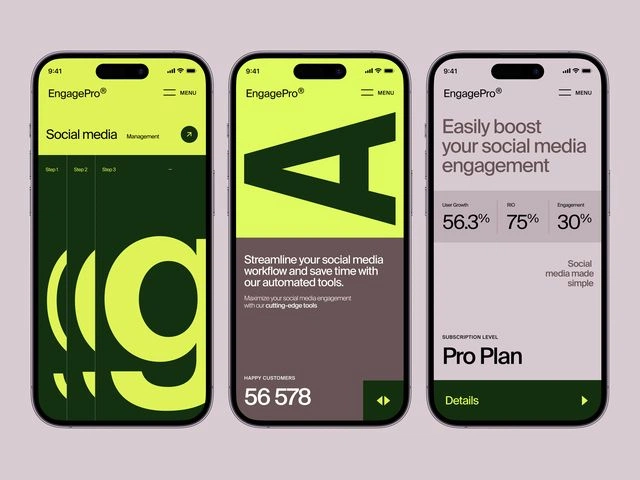 9:41
EngagePro®
MENU
Social media
Management
Step 1
Step 2
Step 3
g
g
g
9:41
EngagePro®
MENU
A
Streamline your social media
workflow and save time with
our automated tools.
Maximize your social media engagement
with our cutting-edge tools
HAPPY CUSTOMERS
56 578
9:41
EngagePro®
MENU
Easily boost
your social media
engagement
User Growth
56.3%
RIO
75%
Engagement
30%
Social
media made
simple
SUBSCRIPTION LEVEL
Pro Plan
Details